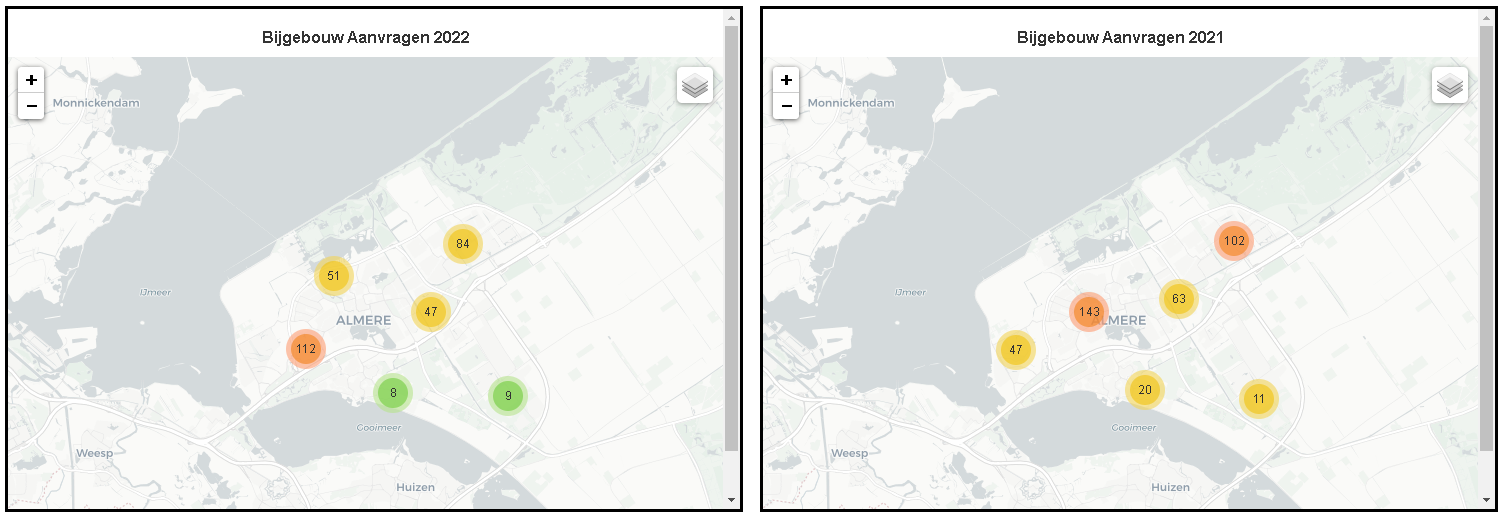 Bijgebouw Aanvragen 2022
+
−
Monnickendam
84
51
IJmeer
47
ALMERE
112
8
9
Gooimeer
Weesp
Huizen
Bijgebouw Aanvragen 2021
+
−
Monnickendam
102
IJmeer
63
143
LMERE
47
20
11
Gooimeer
Weesp
Huizen